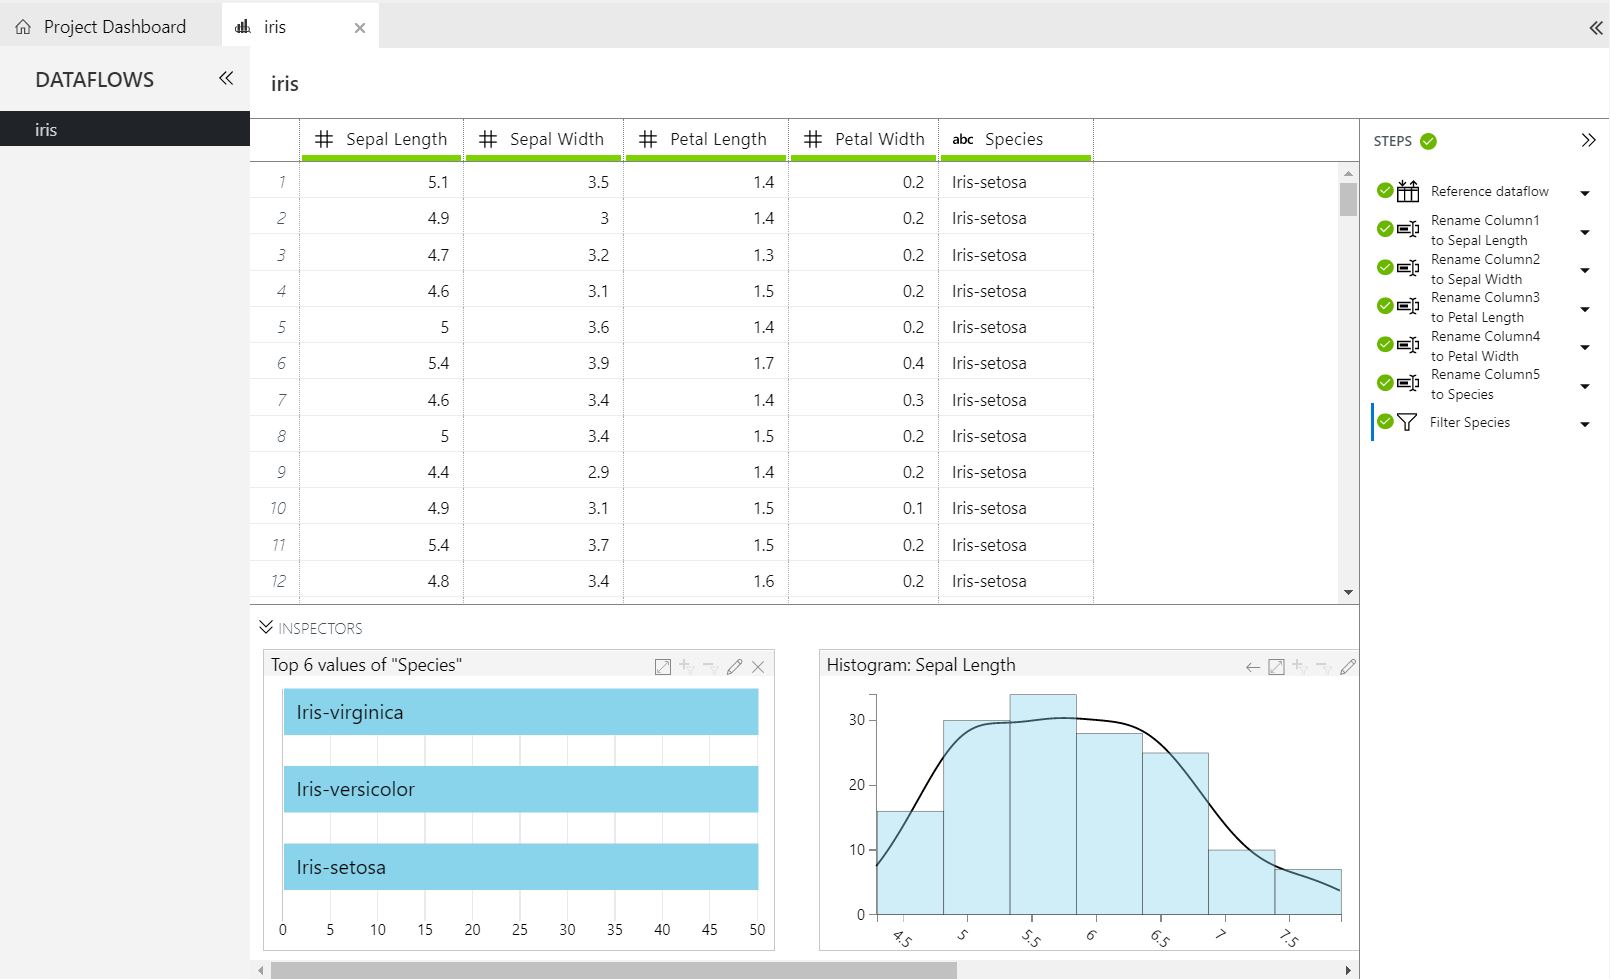 Project Dashboard
iris
DATAFLOWS
iris
iris
Sepal Length Sepal Width Petal Length Petal Width abc Species
1 5.1 3.5 1.4 0.2 Iris-setosa
2 4.9 3 1.4 0.2 Iris-setosa
3 4.7 3.2 1.3 0.2 Iris-setosa
4 4.6 3.1 1.5 0.2 Iris-setosa
5 5 3.6 1.4 0.2 Iris-setosa
6 5.4 3.9 1.7 0.4 Iris-setosa
7 4.6 3.4 1.4 0.3 Iris-setosa
8 5 3.4 1.5 0.2 Iris-setosa
9 4.4 2.9 1.4 0.2 Iris-setosa
10 4.9 3.1 1.5 0.1 Iris-setosa
11 5.4 3.7 1.5 0.2 Iris-setosa
12 4.8 3.4 1.6 0.2 Iris-setosa
STEPS
Reference dataflow
Rename Column1
to Sepal Length
Rename Column2
to Sepal Width
Rename Column3
to Petal Length
Rename Column4
to Petal Width
Rename Column5
to Species
Filter Species
INSPECTORS
Top 6 values of "Species"
Iris-virginica
Iris-versicolor
Iris-setosa
0 5 10 15 20 25 30 35 40 45 50
Histogram: Sepal Length
30
20
10
0
4.5 5 5.5 6 6.5 7 7.5